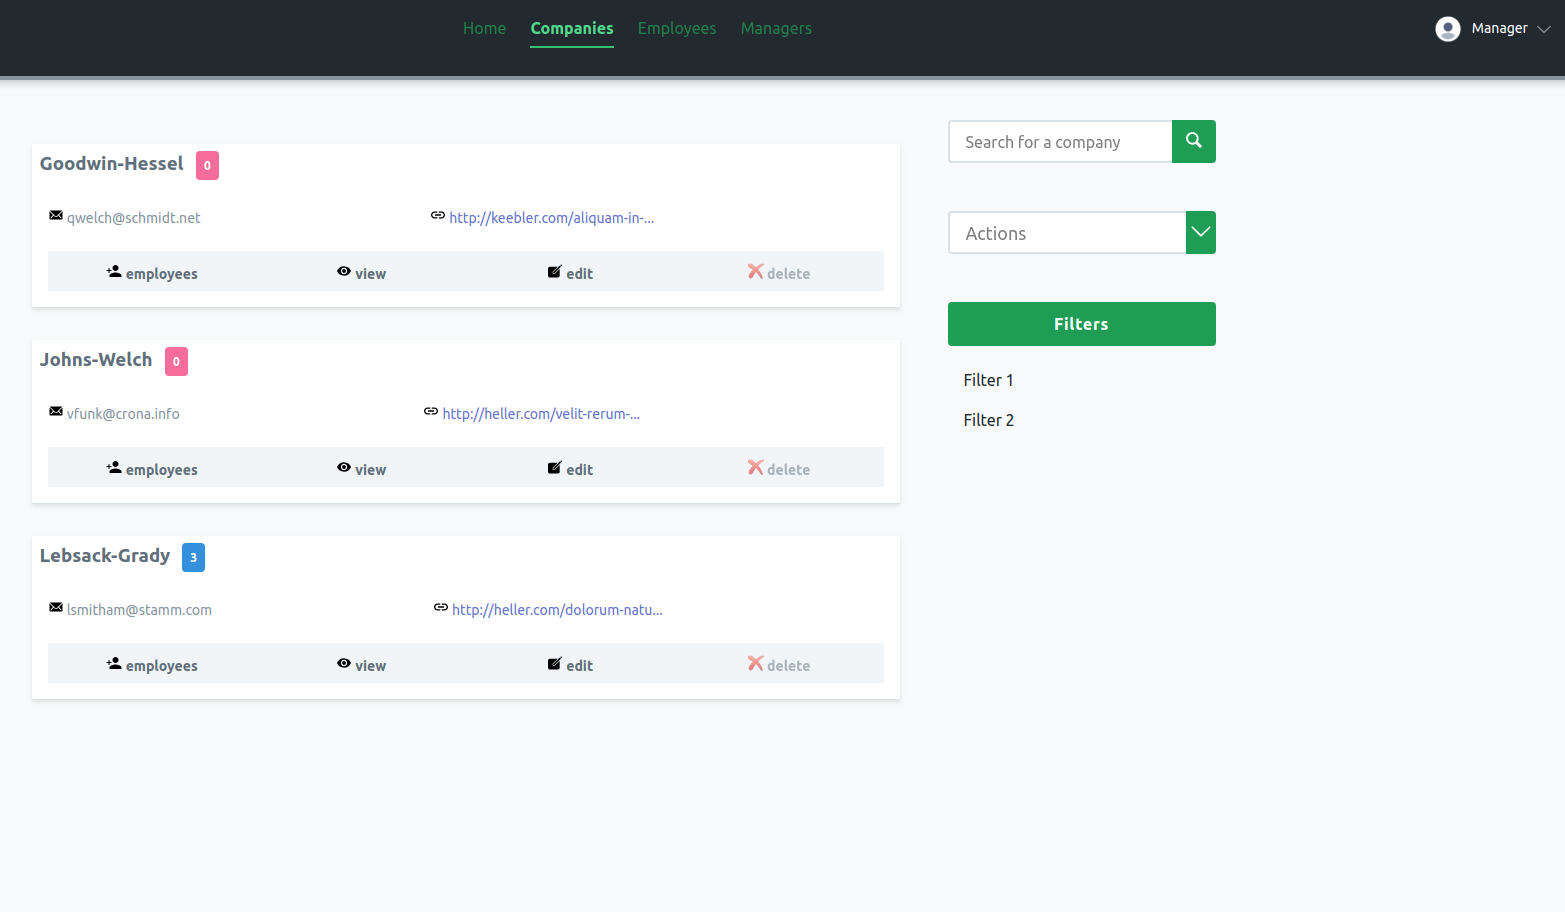 Home Companies Employees Managers Manager
Goodwin-Hessel 0
qwelch@schmidt.net http://keebler.com/aliquam-in-...
employees view edit delete
Johns-Welch 0
vfunk@crona.info http://heller.com/velit-rerum-...
employees view edit delete
Lebsack-Grady 3
lsmitham@stamm.com http://heller.com/dolorum-natu...
employees view edit delete
Search for a company
Actions
Filters
Filter 1
Filter 2